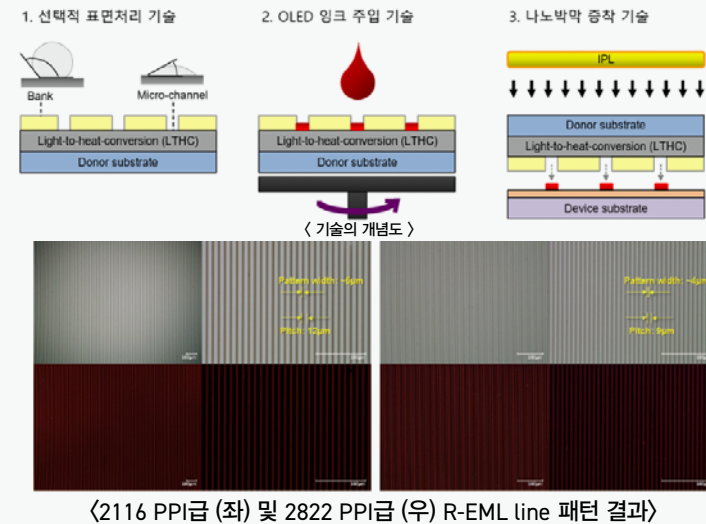 1. 선택적 표면처리 기술
2. OLED 잉크 주입 기술
3. 나노박막 증착 기술
Bank
Micro-channel
Light-to-heat-conversion (LTHC)
Donor substrate
Light-to-heat-conversion (LTHC)
Donor substrate
IPL
Donor substrate
Light-to-heat-conversion (LTHC)
Device substrate
〈 기술의 개념도 〉
Pattern width: ~6μm
Pitch: 12μm
Pattern width: ~4μm
Pitch: 9μm
〈2116 PPI급 (좌) 및 2822 PPI급 (우) R-EML line 패턴 결과〉